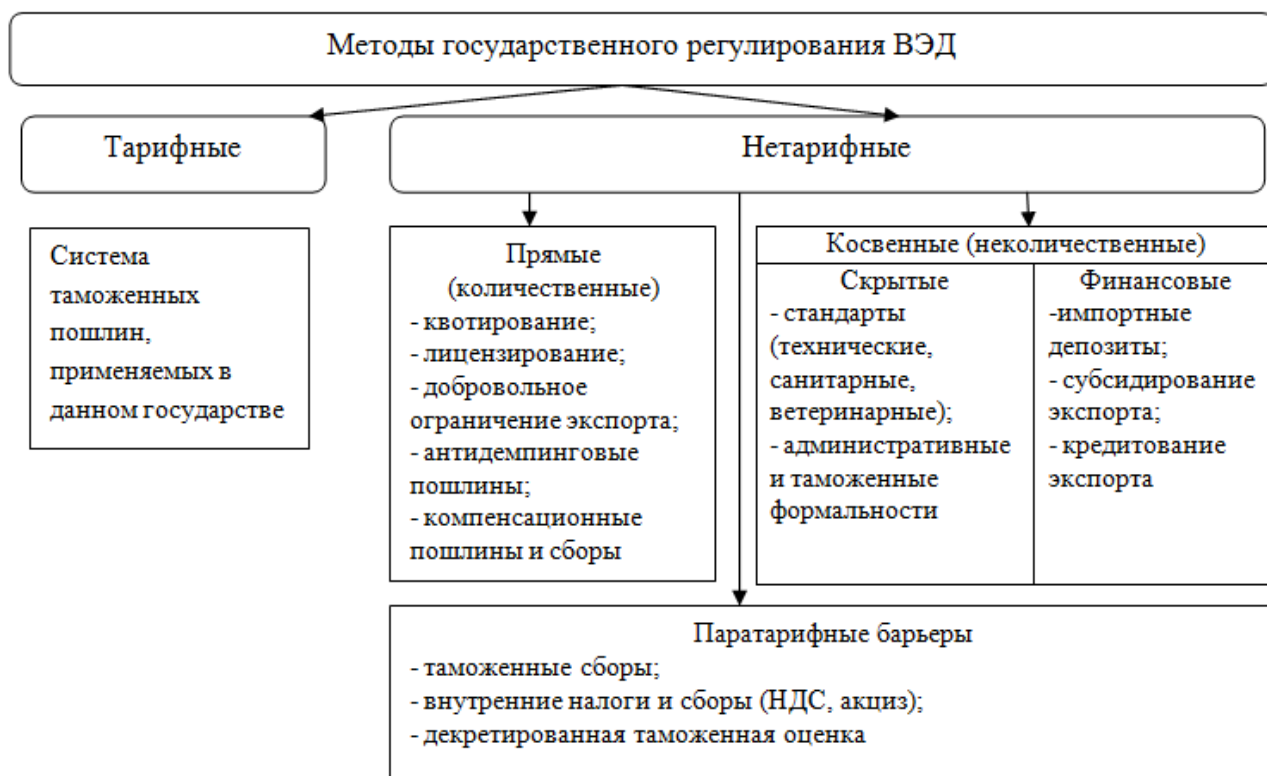 Методы государственного регулирования ВЭД
Тарифные
Нетарифные
Система
таможенных
пошлин,
применяемых в
данном государстве
Прямые
(количественные)
- квотирование;
- лицензирование;
- добровольное
ограничение экспорта;
- антидемпинговые
пошлины;
- компенсационные
пошлины и сборы
Косвенные (неколичественные)
Скрытые
- стандарты
(технические,
санитарные,
ветеринарные);
- административные
и таможенные
формальности
Финансовые
-импортные
депозиты;
- субсидирование
экспорта;
- кредитование
экспорта
Паратарифные барьеры
- таможенные сборы;
- внутренние налоги и сборы (НДС, акциз);
- декретированная таможенная оценка